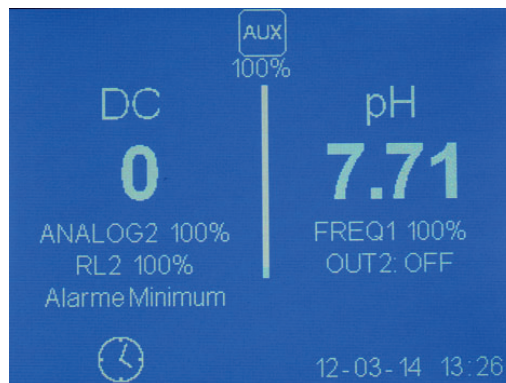 AUX
100%
DC
0
ANALOG2 100%
RL2 100%
Alarme Minimum
pH
7.71
FREQ1 100%
OUT2: OFF
12-03-14 13:26